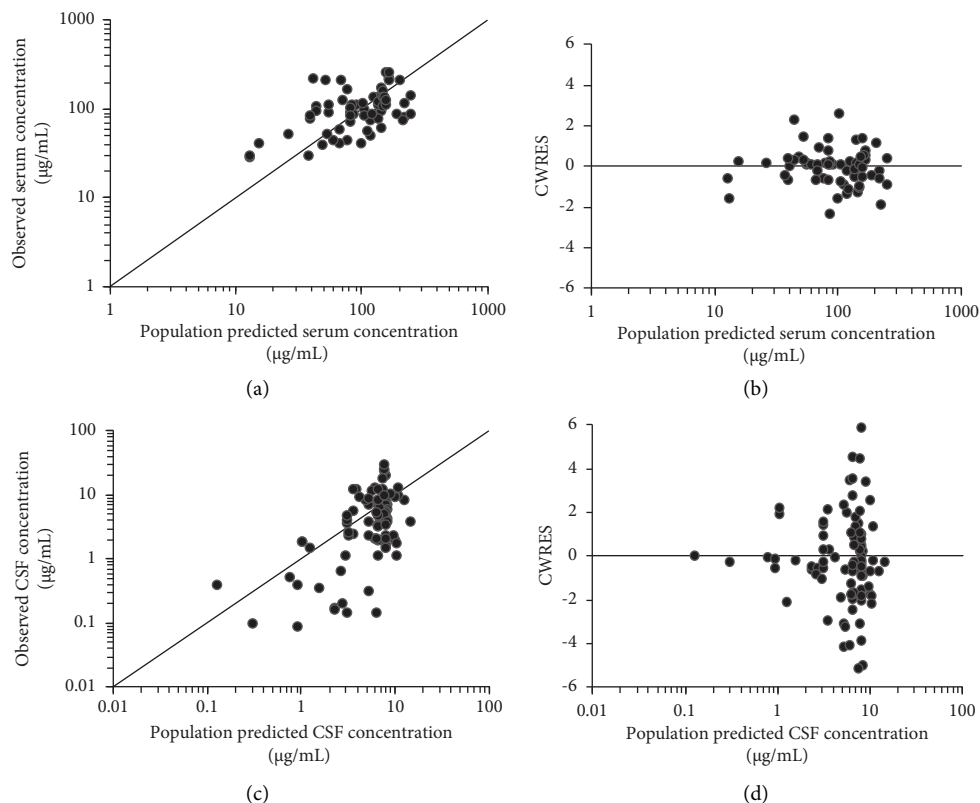 1000
100
10
1
Observed serum concentration
(µg/mL)
1
10
100
1000
Population predicted serum concentration
(µg/mL)
(a)
6
4
2
0
-2
-4
-6
CWRES
1
10
100
1000
Population predicted serum concentration
(µg/mL)
(b)
100
10
1
0.1
0.01
Observed CSF concentration
(µg/mL)
0.01
0.1
1
10
100
Population predicted CSF concentration
(µg/mL)
(c)
6
4
2
0
-2
-4
-6
CWRES
0.01
0.1
1
10
100
Population predicted CSF concentration
(µg/mL)
(d)